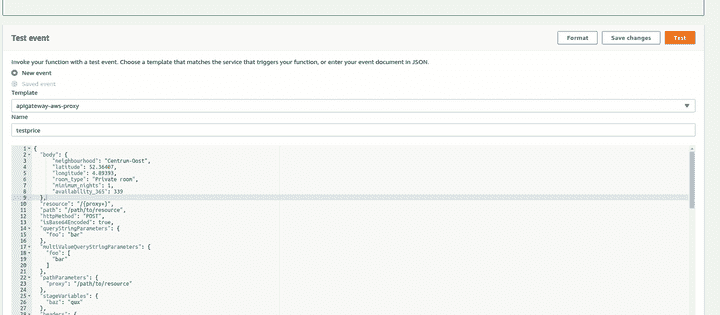 Test event
Format
Save changes
Test
Invoke your function with a test event. Choose a template that matches the service that triggers your function, or enter your event document in JSON.
New event
Saved event
Template
apigateway-aws-proxy
Name
testprice
1 {
2 "body": {
3 "neighbourhood": "Centrum-Oost",
4 "latitude": 52.36407,
5 "longitude": 4.89393,
6 "room_type": "Private room",
7 "minimum_nights": 1,
8 "availability_365": 339
9 },
10 "resource": "/{proxy+}",
11 "path": "/path/to/resource",
12 "httpMethod": "POST",
13 "isBase64Encoded": true,
14 "queryStringParameters": {
15 "foo": "bar"
16 },
17 "multiValueQueryStringParameters": {
18 "foo": [
19 "bar"
20 ]
21 },
22 "pathParameters": {
23 "proxy": "/path/to/resource"
24 },
25 "stageVariables": {
26 "baz": "qux"
27 },
28 "headers": {